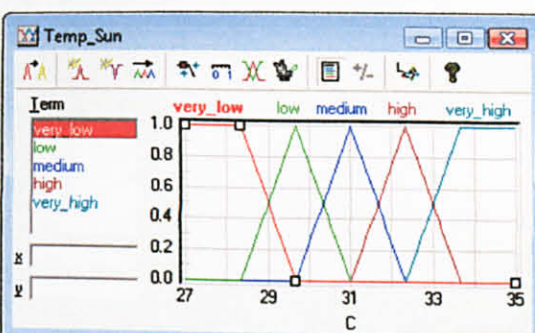 Temp_Sun
Term
very_low
low
medium
high
very_high
x
y
very_low low medium high very_high
1.0
0.8
0.6
0.4
0.2
0.0
27 29 31 33 35
C